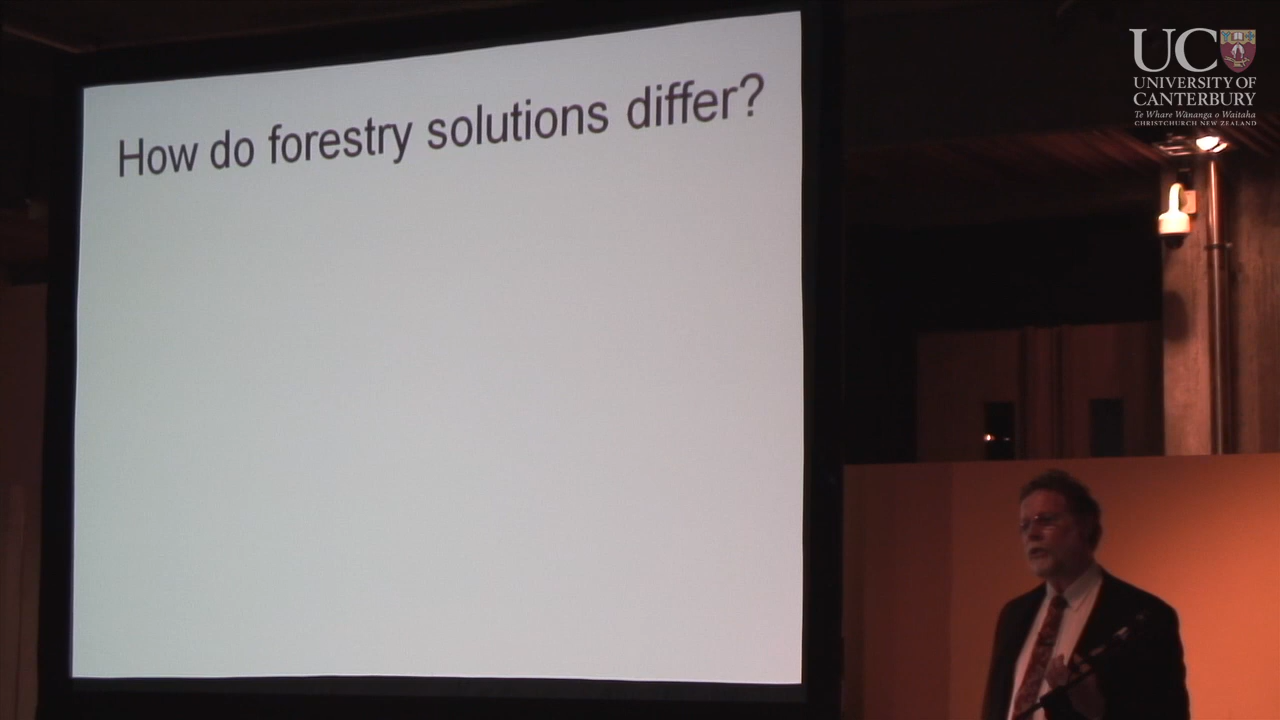 How do forestry solutions differ?
UC
UNIVERSITY OF
CANTERBURY
Te Whare Wānanga o Waitaha
CHRISTCHURCH NEW ZEALAND